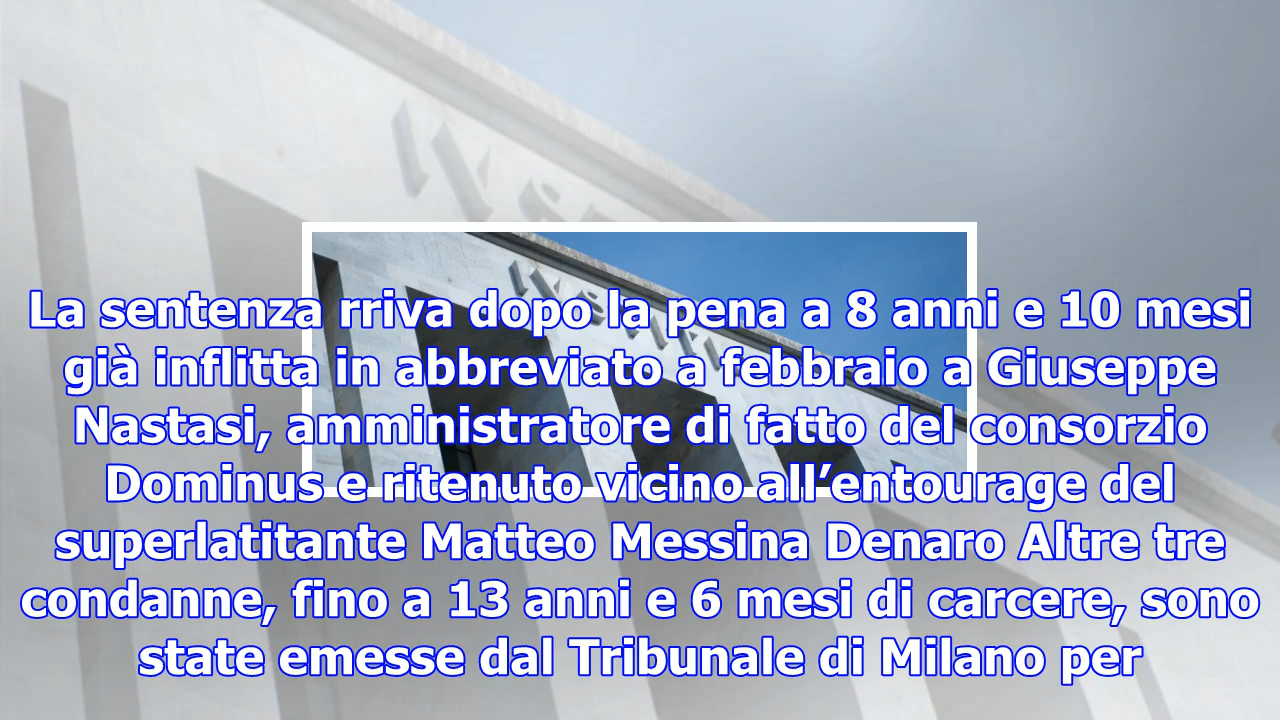 La sentenza rriva dopo la pena a 8 anni e 10 mesi
già inflitta in abbreviato a febbraio a Giuseppe
Nastasi, amministratore di fatto del consorzio
Dominus e ritenuto vicino all’entourage del
superlatitante Matteo Messina Denaro Altre tre
condanne, fino a 13 anni e 6 mesi di carcere, sono
state emesse dal Tribunale di Milano per